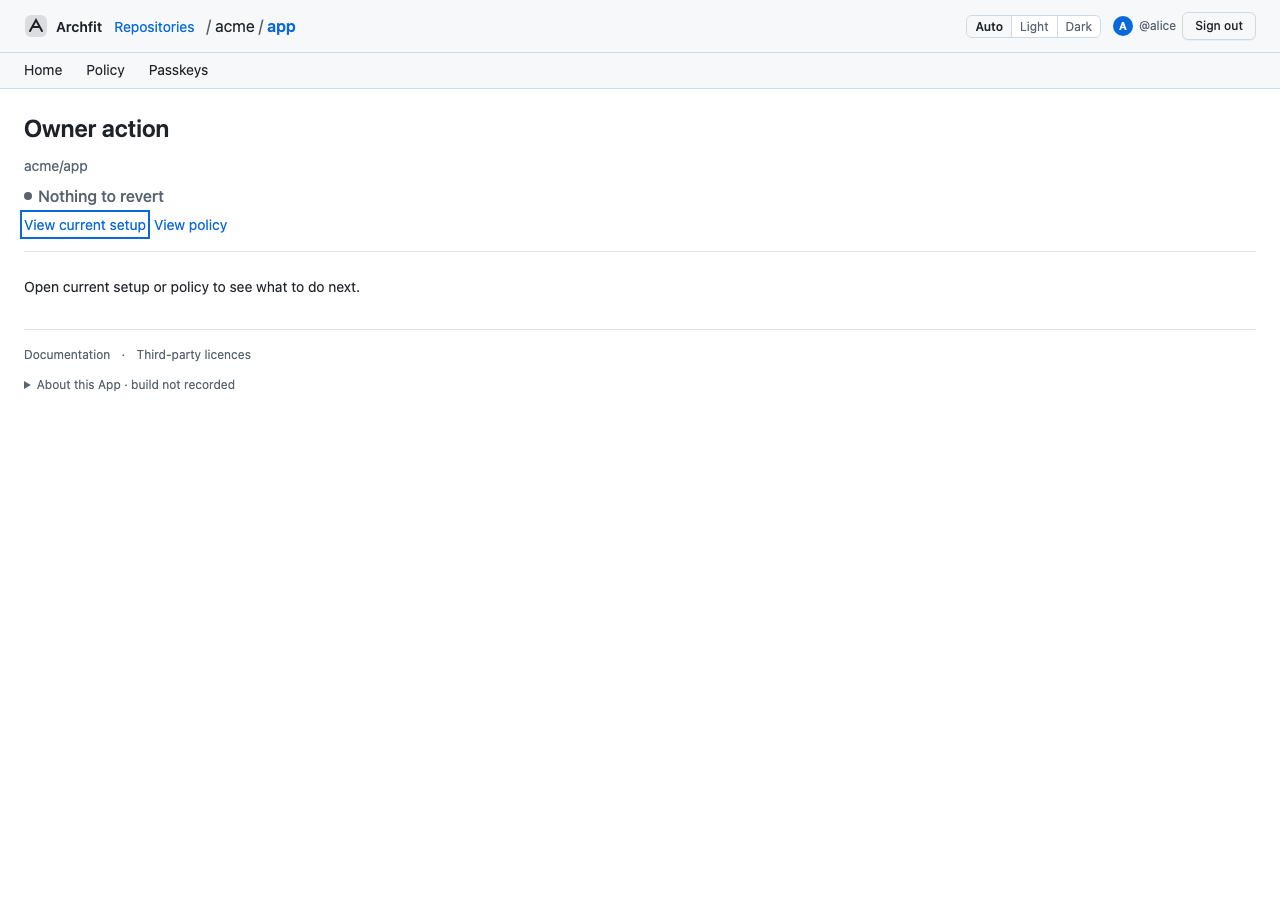 Archfit Repositories / acme / app Auto Light Dark A @alice Sign out
Home Policy Passkeys
Owner action
acme/app
Nothing to revert
View current setup View policy
Open current setup or policy to see what to do next.
Documentation · Third-party licences
About this App · build not recorded